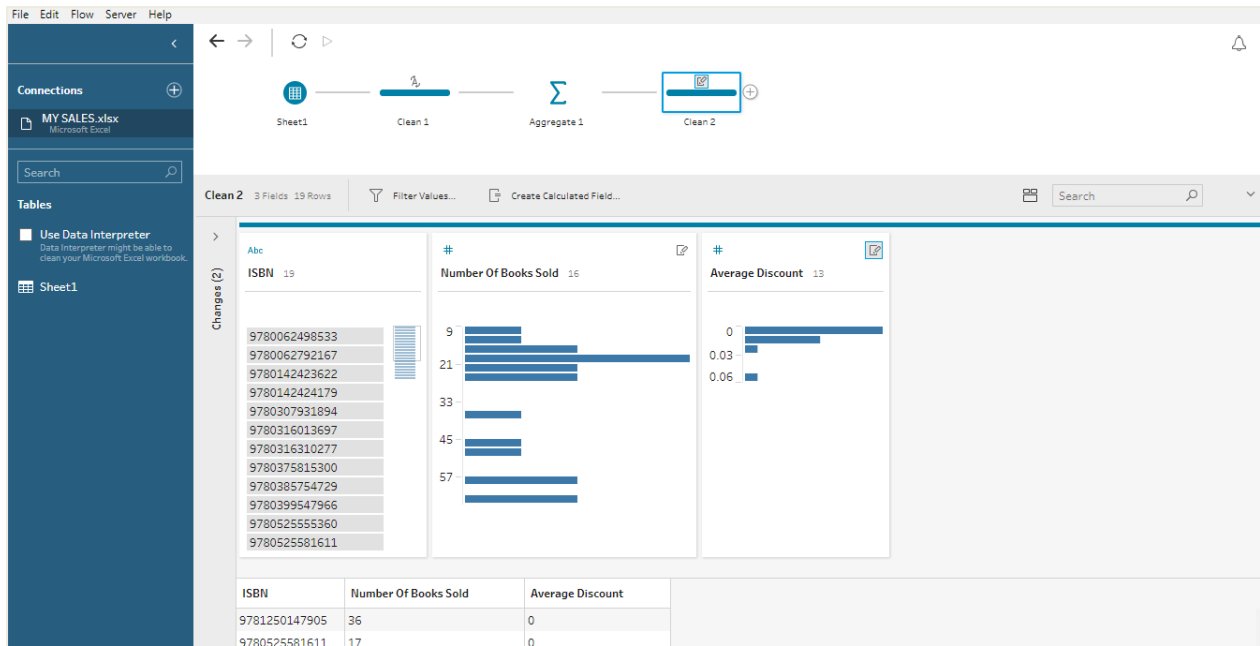 File Edit Flow Server Help
Connections
MY SALES.xlsx
Microsoft Excel
Search
Tables
Use Data Interpreter
Data Interpreter might be able to
clean your Microsoft Excel workbook.
Sheet1
Sheet1
Clean 1
Aggregate 1
Clean 2
Clean 2 3 Fields 19 Rows Filter Values... Create Calculated Field... Search
Changes (2)
Abc
ISBN 19
9780062498533
9780062792167
9780142423622
9780142424179
9780307931894
9780316013697
9780316310277
9780375815300
9780385754729
9780399547966
9780525555360
9780525581611
#
Number Of Books Sold 16
9
21
33
45
57
#
Average Discount 13
0
0.03
0.06
ISBN Number Of Books Sold Average Discount
9781250147905 36 0
9780525581611 17 0